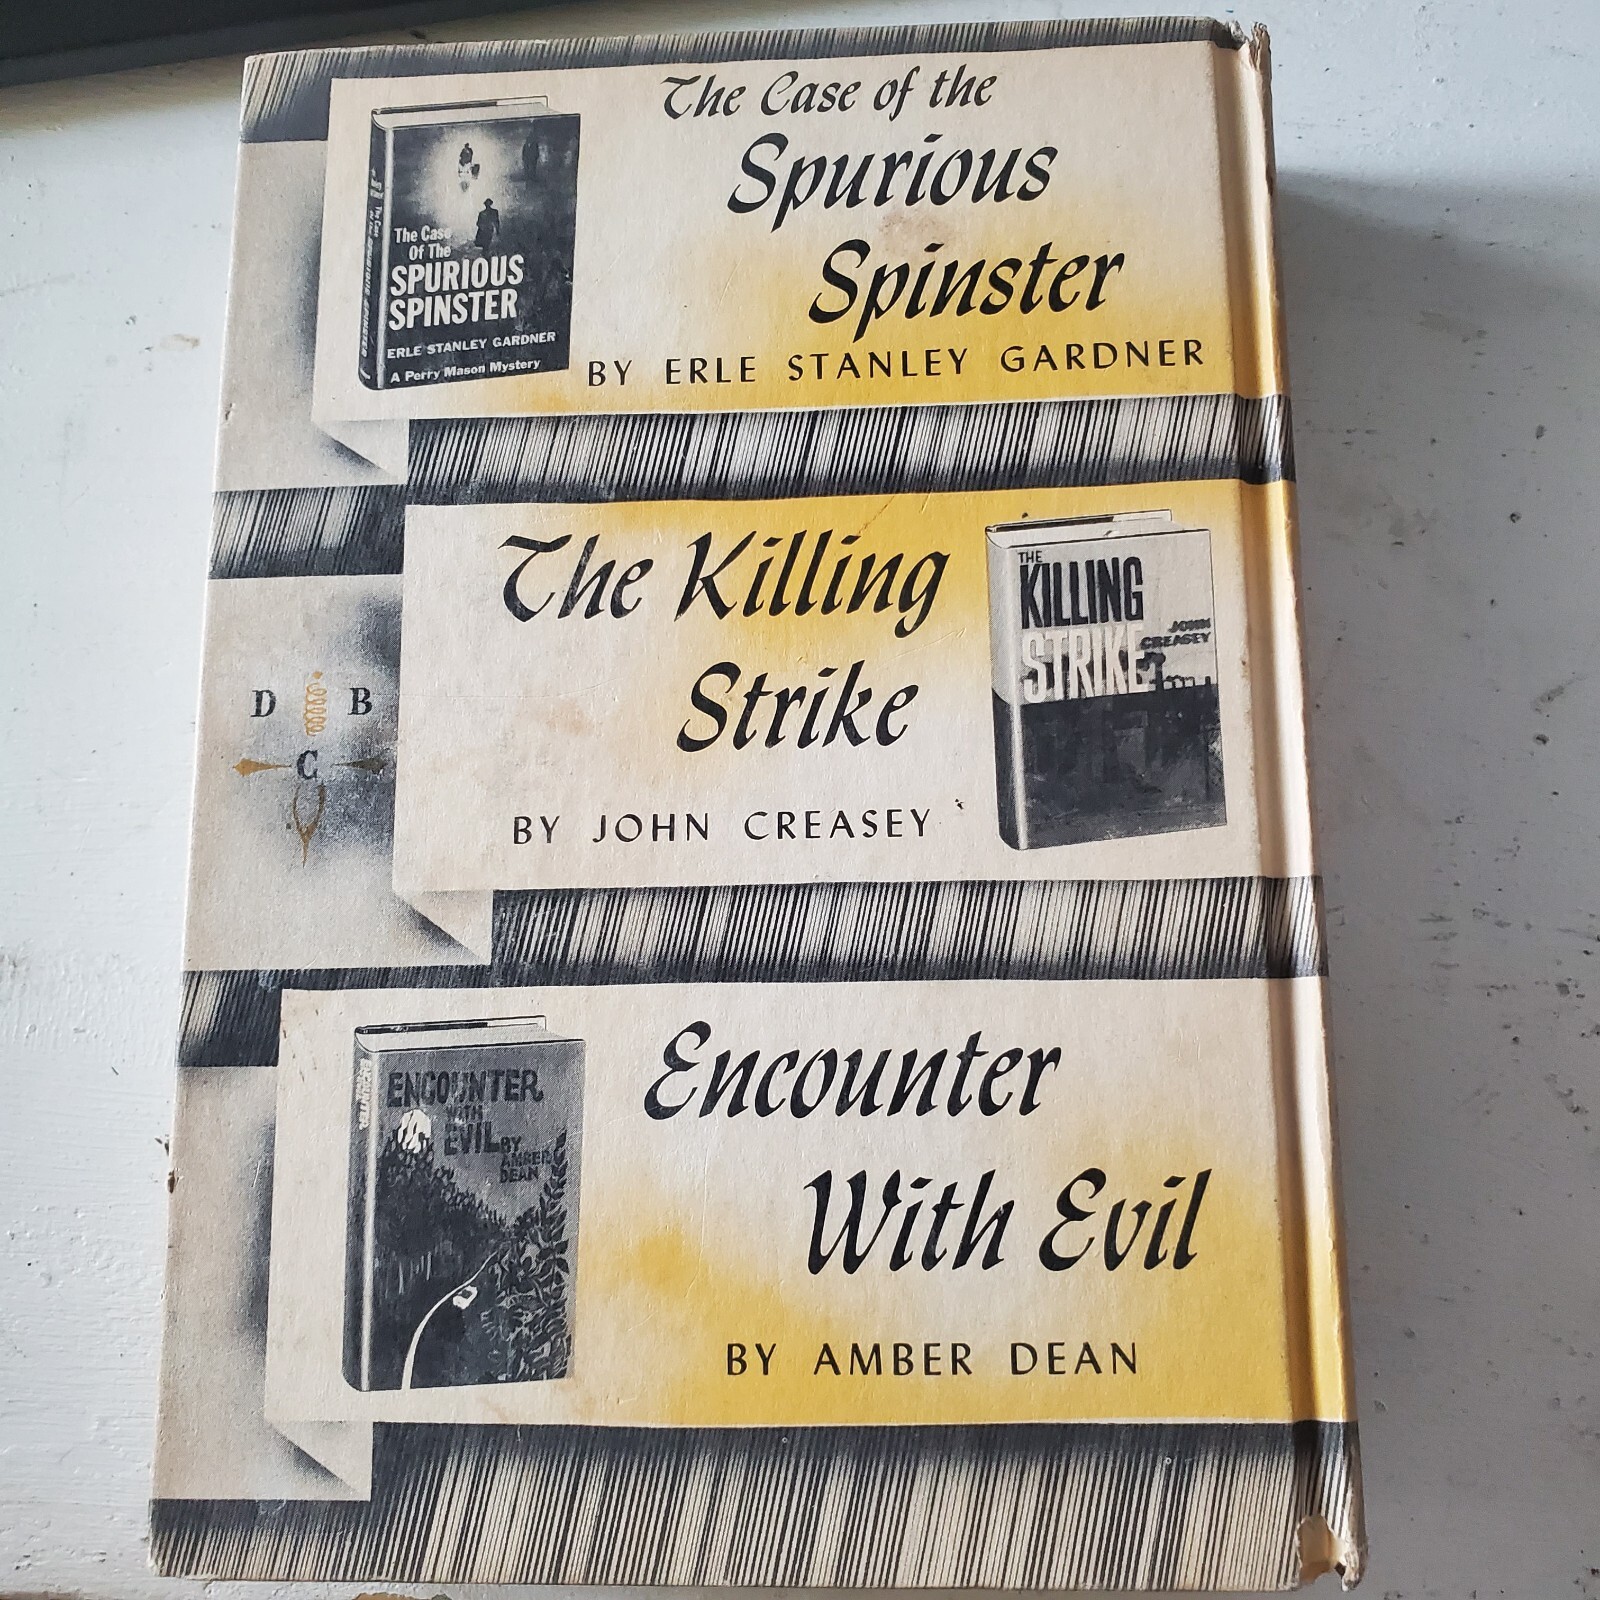 The Case of the
Spurious
Spinster
BY ERLE STANLEY GARDNER
The Case
Of The
SPURIOUS
SPINSTER
ERLE STANLEY GARDNER
A Perry Mason Mystery
The Killing
Strike
BY JOHN CREASEY
THE
KILLING
STRIKE
JOHN
CREASEY
D B
C
Encounter
With Evil
BY AMBER DEAN
ENCOUNTER
WITH
EVIL BY
AMBER
DEAN